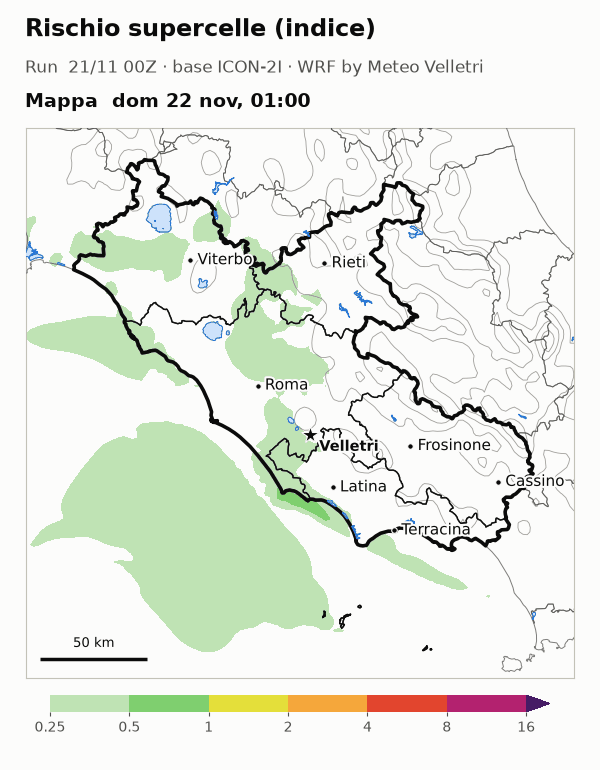 Rischio supercelle (indice)
Run  21/11 00Z · base ICON-2I · WRF by Meteo Velletri
Mappa  dom 22 nov, 01:00
Viterbo
Rieti
Roma
Velletri
Frosinone
Latina
Cassino
Terracina
50 km
0.25 0.5 1 2 4 8 16